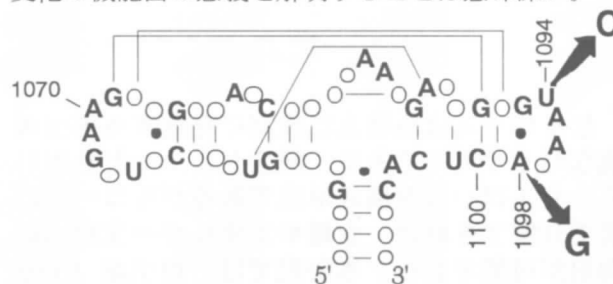 C
1094
A A
1070 A G G A C G A G G U A
A G U C U G A C U C A A
G C
1100 1098 G
5' 3'